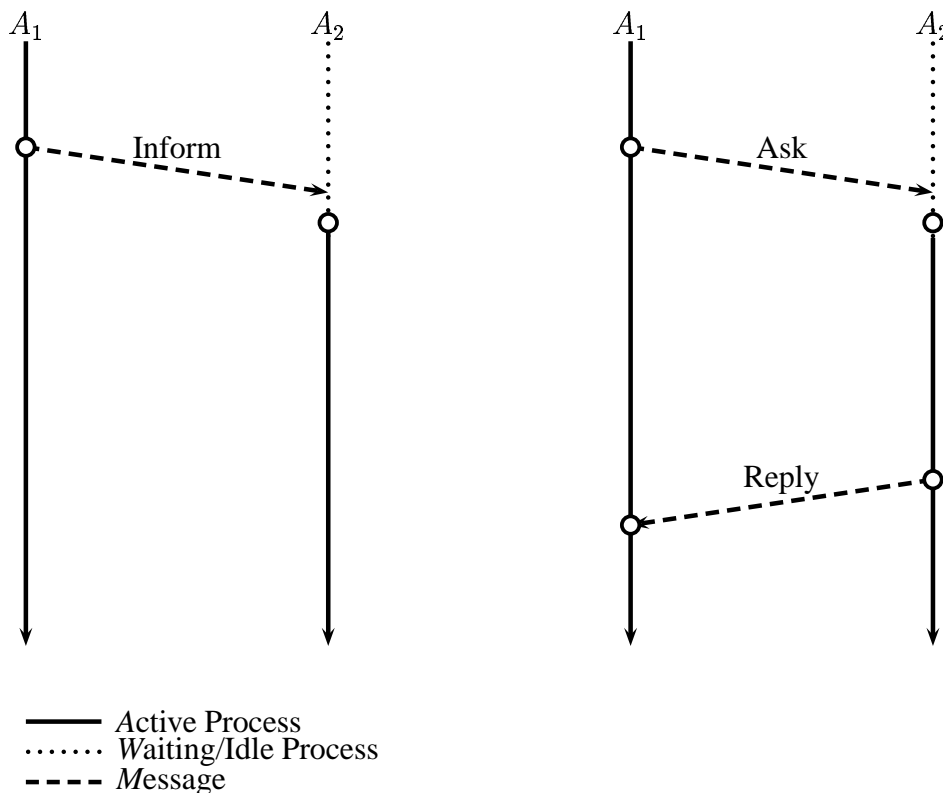 A₁ A₂ A₁ A₂
Inform Ask
Reply
Active Process
Waiting/Idle Process
Message